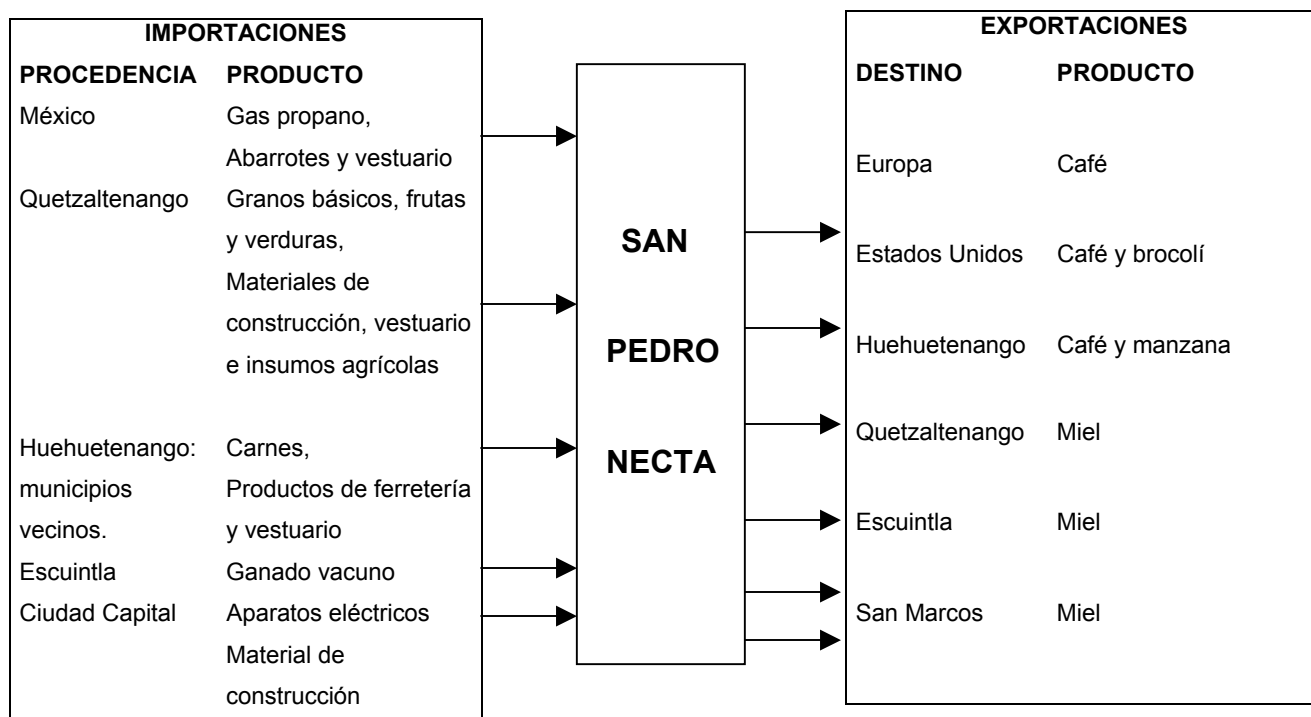 IMPORTACIONES
PROCEDENCIA PRODUCTO
México Gas propano,
Abarrotes y vestuario
Quetzaltenango Granos básicos, frutas
y verduras,
Materiales de
construcción, vestuario
e insumos agrícolas
Huehuetenango: Carnes,
municipios Productos de ferretería
vecinos. y vestuario
Escuintla Ganado vacuno
Ciudad Capital Aparatos eléctricos
Material de
construcción
SAN
PEDRO
NECTA
EXPORTACIONES
DESTINO PRODUCTO
Europa Café
Estados Unidos Café y brocolí
Huehuetenango Café y manzana
Quetzaltenango Miel
Escuintla Miel
San Marcos Miel